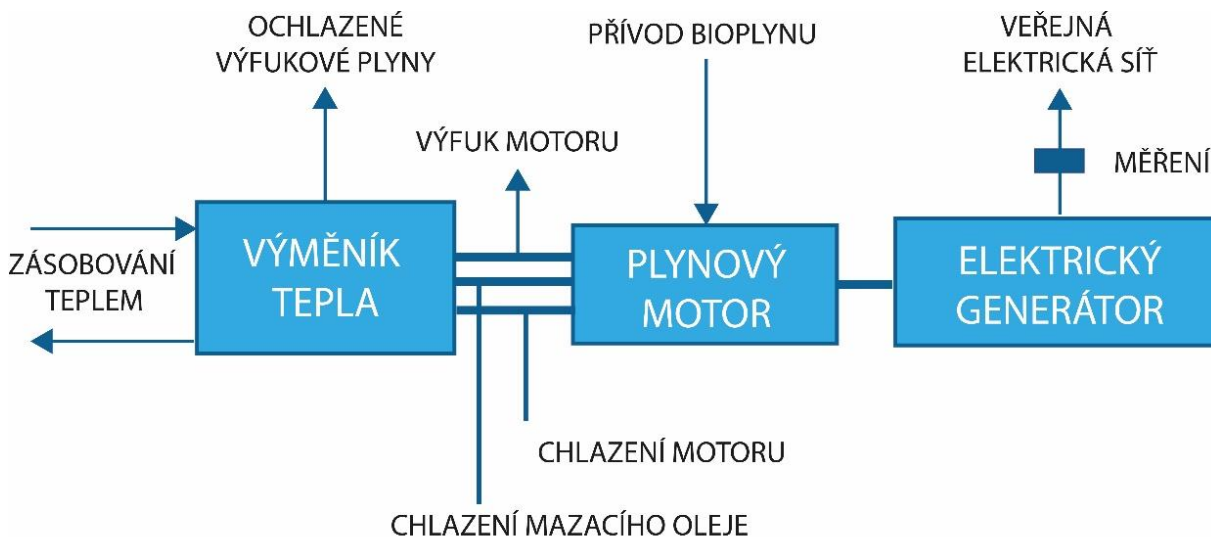 OCHLAZENÉ
VÝFUKOVÉ PLYNY
PŘÍVOD BIOPLYNU
VEŘEJNÁ
ELEKTRICKÁ SÍŤ
VÝFUK MOTORU
MĚŘENÍ
ZÁSOBOVÁNÍ
TEPLEM
VÝMĚNÍK
TEPLA
PLYNOVÝ
MOTOR
ELEKTRICKÝ
GENERÁTOR
CHLAZENÍ MOTORU
CHLAZENÍ MAZACÍHO OLEJE